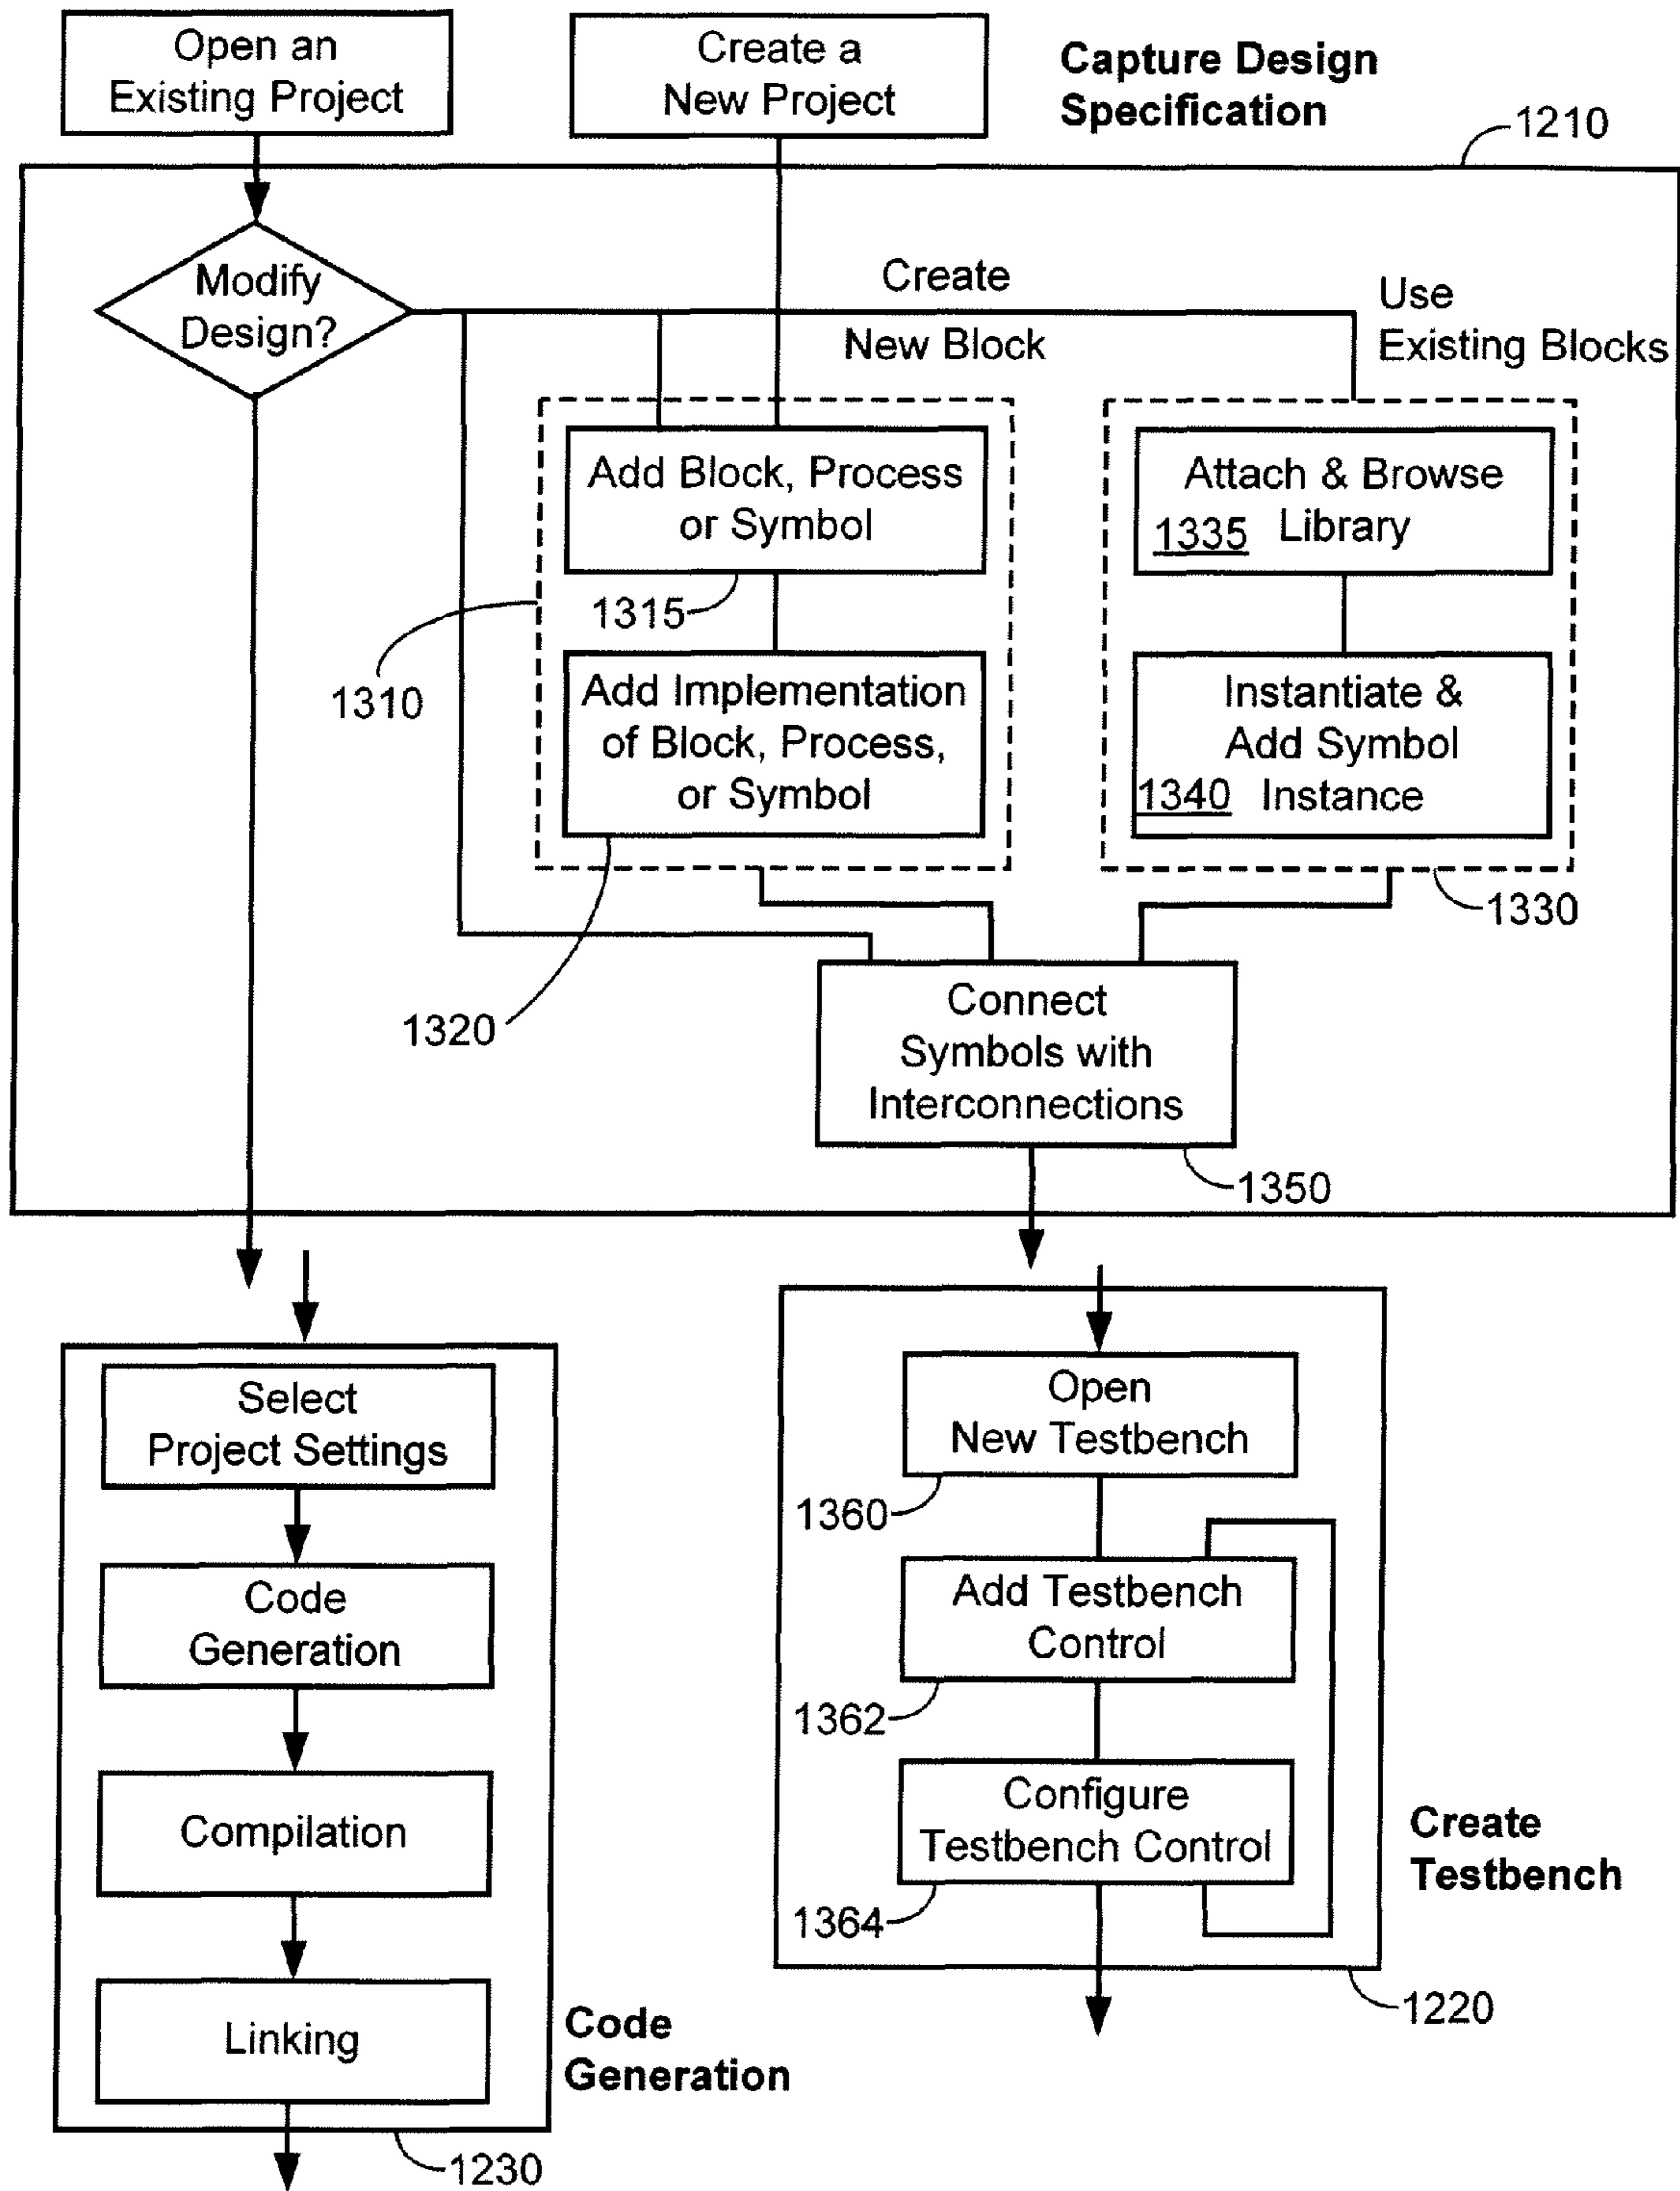 Open an
Existing Project
Create a
New Project
Capture Design
Specification
1210
Modify
Design?
Create
New Block
Use
Existing Blocks
Add Block, Process
or Symbol
1315
1310
Add Implementation
of Block, Process,
or Symbol
1320
Attach & Browse
1335 Library
Instantiate &
Add Symbol
1340 Instance
1330
Connect
Symbols with
Interconnections
1350
Select
Project Settings
Code
Generation
Compilation
Linking
Code
Generation
1230
Open
New Testbench
1360
Add Testbench
Control
1362
Configure
Testbench Control
1364
Create
Testbench
1220